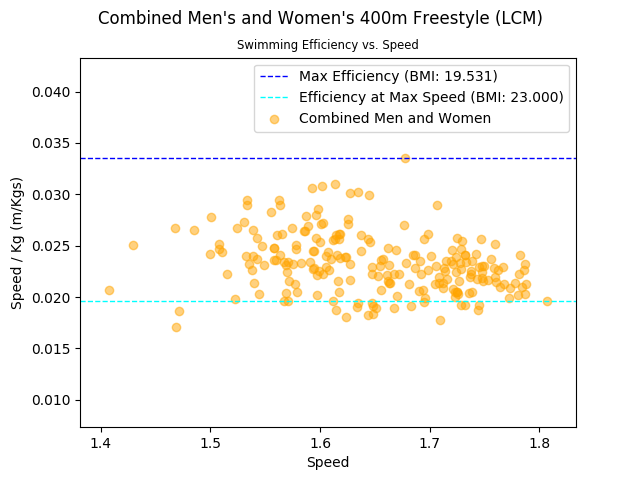 Combined Men's and Women's 400m Freestyle (LCM)
Swimming Efficiency vs. Speed
Max Efficiency (BMI: 19.531)
Efficiency at Max Speed (BMI: 23.000)
Combined Men and Women
Speed / Kg (m/Kgs)
0.040
0.035
0.030
0.025
0.020
0.015
0.010
1.4 1.5 1.6 1.7 1.8
Speed